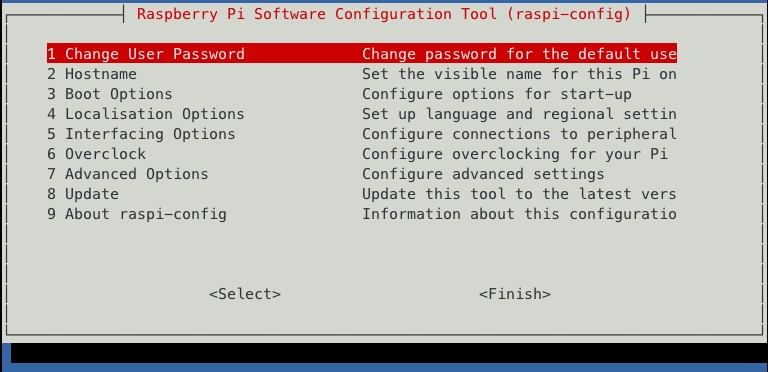 Raspberry Pi Software Configuration Tool (raspi-config)
1 Change User Password Change password for the default use
2 Hostname Set the visible name for this Pi on
3 Boot Options Configure options for start-up
4 Localisation Options Set up language and regional settin
5 Interfacing Options Configure connections to peripheral
6 Overclock Configure overclocking for your Pi
7 Advanced Options Configure advanced settings
8 Update Update this tool to the latest vers
9 About raspi-config Information about this configuratio
<Select> <Finish>